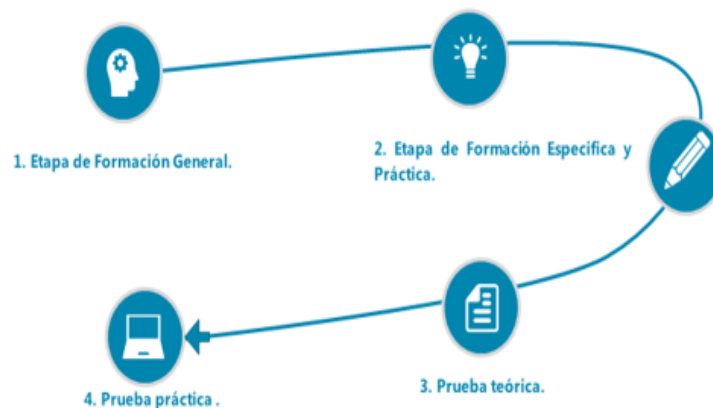 1. Etapa de Formación General.
2. Etapa de Formación Especifica y
Práctica.
3. Prueba teórica.
4. Prueba práctica .